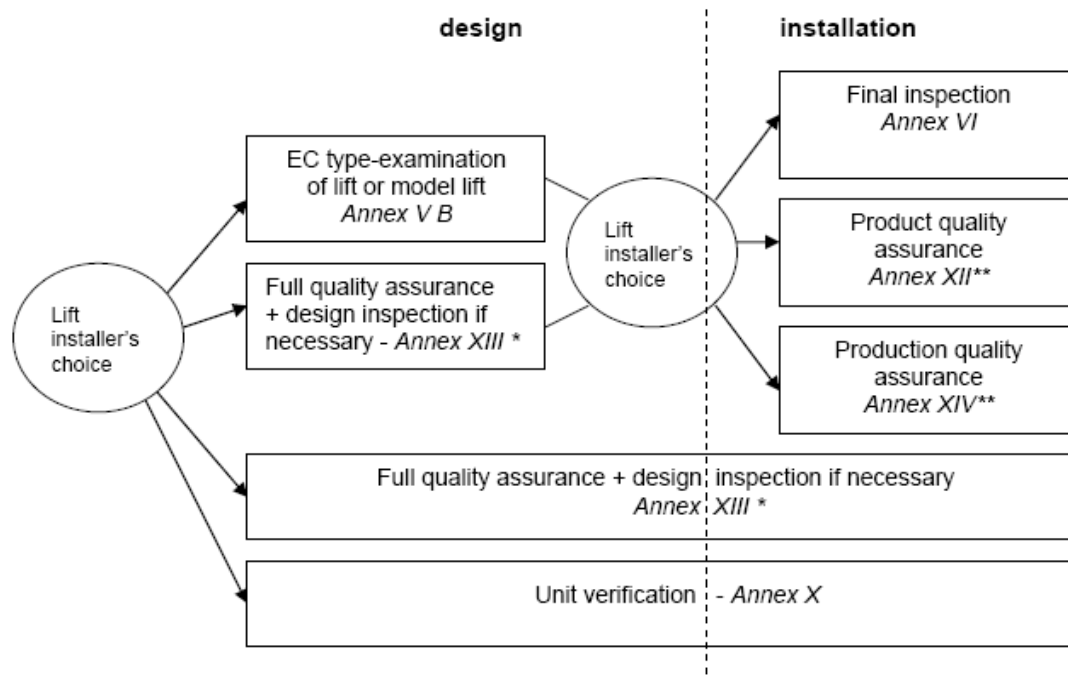 design
installation
Lift
installer's
choice
EC type-examination
of lift or model lift
Annex V B
Full quality assurance
+ design inspection if
necessary - Annex XIII *
Lift
installer's
choice
Final inspection
Annex VI
Product quality
assurance
Annex XII**
Production quality
assurance
Annex XIV**
Full quality assurance + design inspection if necessary
Annex XIII *
Unit verification - Annex X